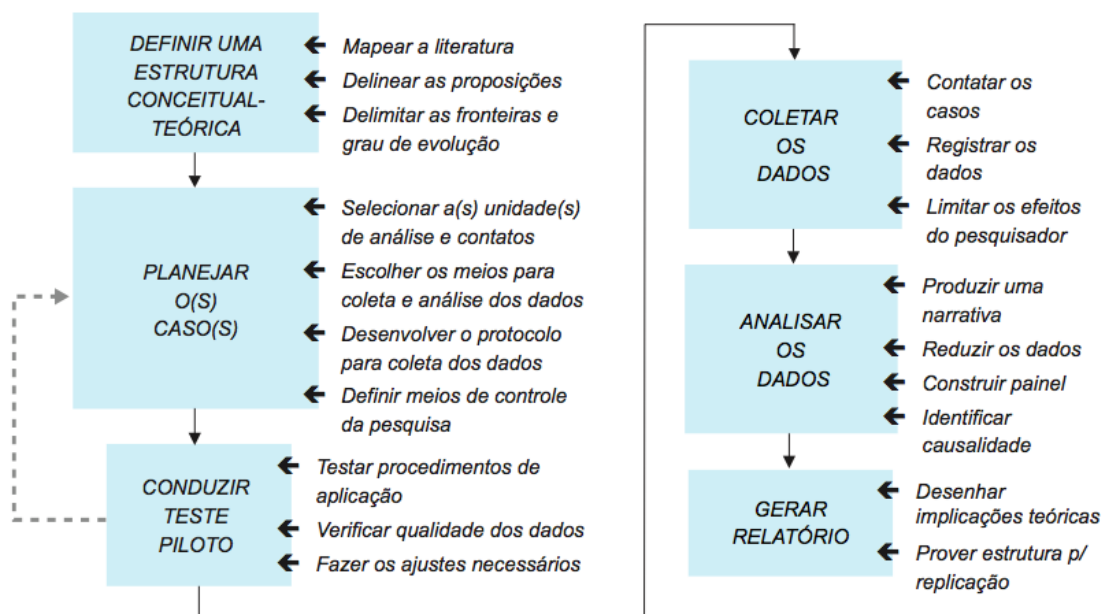 DEFINIR UMA
ESTRUTURA
CONCEITUAL-
TEÓRICA
Mapear a literatura
Delinear as proposições
Delimitar as fronteiras e
grau de evolução
PLANEJAR
O(S)
CASO(S)
Selecionar a(s) unidade(s)
de análise e contatos
Escolher os meios para
coleta e análise dos dados
Desenvolver o protocolo
para coleta dos dados
Definir meios de controle
da pesquisa
CONDUZIR
TESTE
PILOTO
Testar procedimentos de
aplicação
Verificar qualidade dos dados
Fazer os ajustes necessários
COLETAR
OS
DADOS
Contatar os
casos
Registrar os
dados
Limitar os efeitos
do pesquisador
ANALISAR
OS
DADOS
Produzir uma
narrativa
Reduzir os dados
Construir painel
Identificar
causalidade
GERAR
RELATÓRIO
Desenhar
implicações teóricas
Prover estrutura p/
replicação